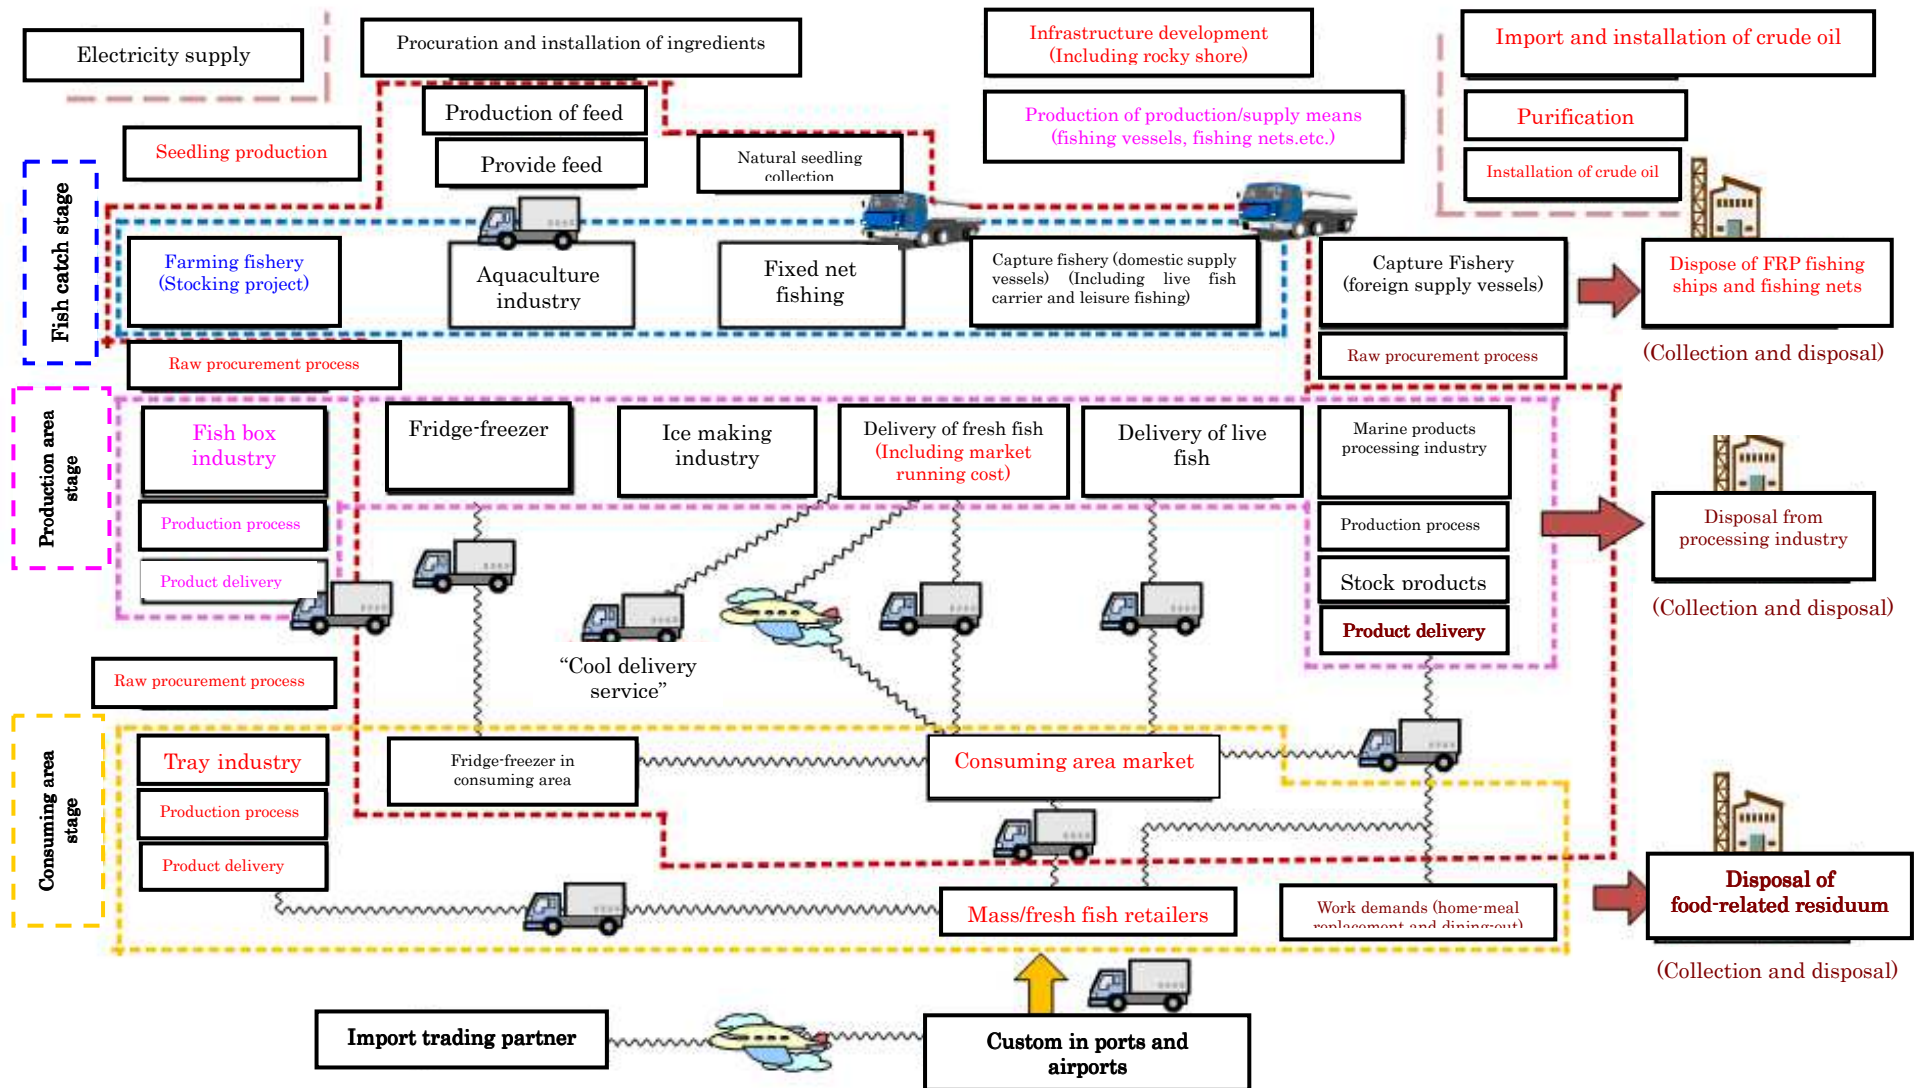 Electricity supply
Procuration and installation of ingredients
Infrastructure development
(Including rocky shore)
Import and installation of crude oil
Production of feed
Production of production/supply means
(fishing vessels, fishing nets.etc.)
Purification
Seedling production
Provide feed
Natural seedling
collection
Installation of crude oil
Fish catch stage
Farming fishery
(Stocking project)
Aquaculture
industry
Fixed net
fishing
Capture fishery (domestic supply
vessels) (Including live fish
carrier and leisure fishing)
Capture Fishery
(foreign supply vessels)
Dispose of FRP fishing
ships and fishing nets
Raw procurement process
Raw procurement process
(Collection and disposal)
Production area
stage
Fish box
industry
Fridge-freezer
Ice making
industry
Delivery of fresh fish
(Including market
running cost)
Delivery of live
fish
Marine products
processing industry
Production process
Production process
Disposal from
processing industry
Product delivery
Stock products
(Collection and disposal)
Product delivery
"Cool delivery
service"
Raw procurement process
Consuming area
stage
Tray industry
Fridge-freezer in
consuming area
Consuming area market
Production process
Product delivery
Mass/fresh fish retailers
Work demands (home-meal
replacement and dining-out)
Disposal of
food-related residuum
(Collection and disposal)
Import trading partner
Custom in ports and
airports